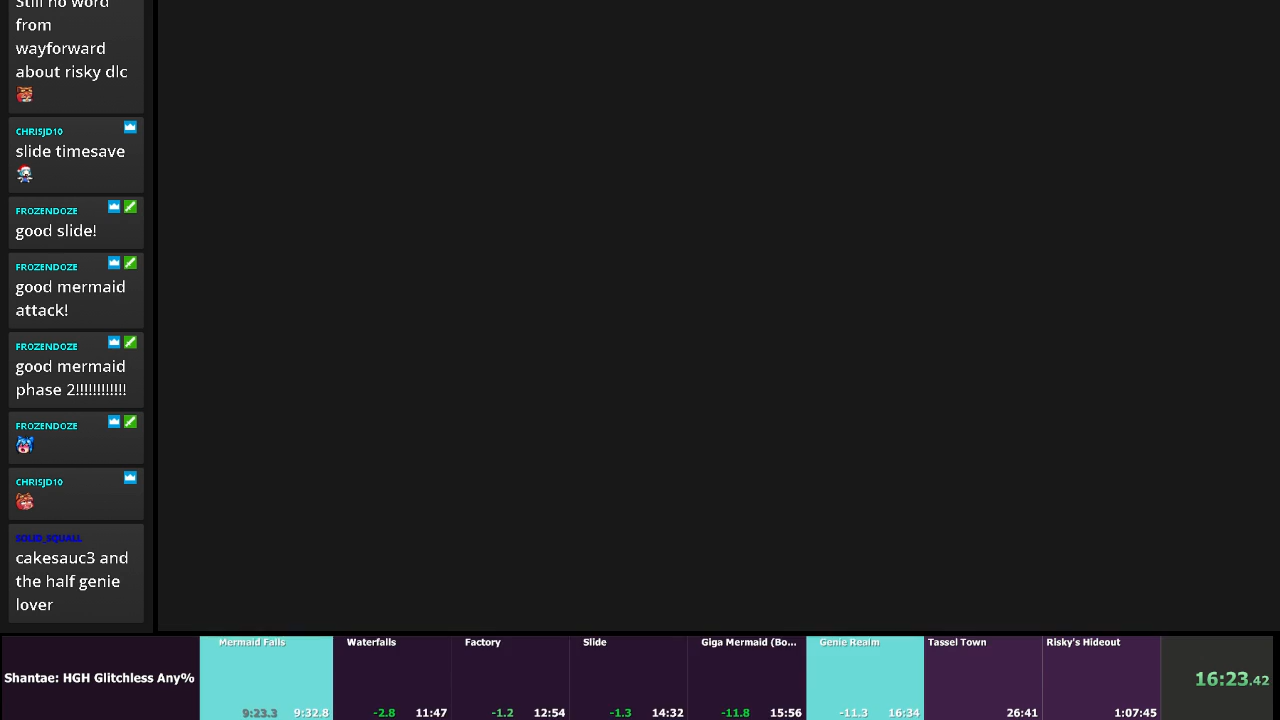 Still no word
from
wayforward
about risky dlc
CHRISJD10
slide timesave
FROZENDOZE
good slide!
FROZENDOZE
good mermaid
attack!
FROZENDOZE
good mermaid
phase 2!!!!!!!!!!!!
FROZENDOZE
CHRISJD10
SOLID_SQUALL
cakesauc3 and
the half genie
lover
Shantae: HGH Glitchless Any%
Mermaid Falls
9:23.3 9:32.8
Waterfalls
-2.8 11:47
Factory
-1.2 12:54
Slide
-1.3 14:32
Giga Mermaid (Bo...
-11.8 15:56
Genie Realm
-11.3 16:34
Tassel Town
26:41
Risky's Hideout
1:07:45
16:23.42